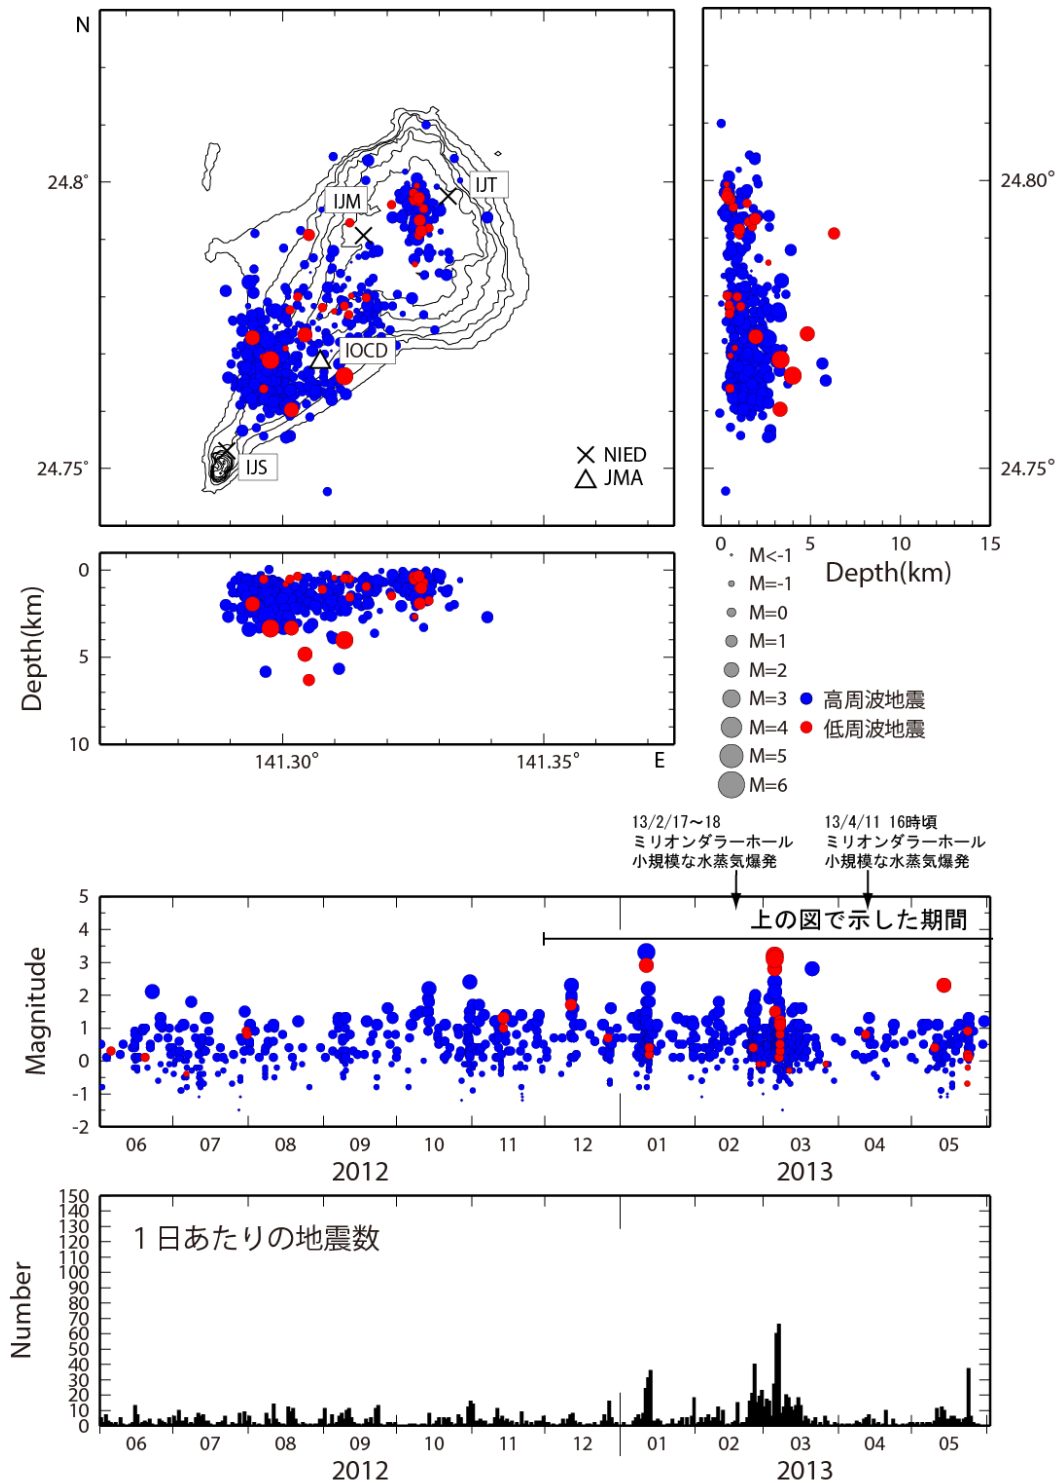 N
24.8°
24.75°
IJM
IJT
IOCD
IJS
NIED
JMA
24.80°
24.75°
0 5 10 15
Depth(km)
0
5
10
Depth(km)
141.30° 141.35° E
M<-1
M=-1
M=0
M=1
M=2
M=3
M=4
M=5
M=6
高周波地震
低周波地震
13/2/17～18
ミリオンダラーホール
小規模な水蒸気爆発
13/4/11 16時頃
ミリオンダラーホール
小規模な水蒸気爆発
上の図で示した期間
5
4
3
2
1
0
-1
-2
Magnitude
06 07 08 09 10 11 12 01 02 03 04 05
2012 2013
150
140
130
120
110
100
90
80
70
60
50
40
30
20
10
0
Number
1日あたりの地震数
06 07 08 09 10 11 12 01 02 03 04 05
2012 2013